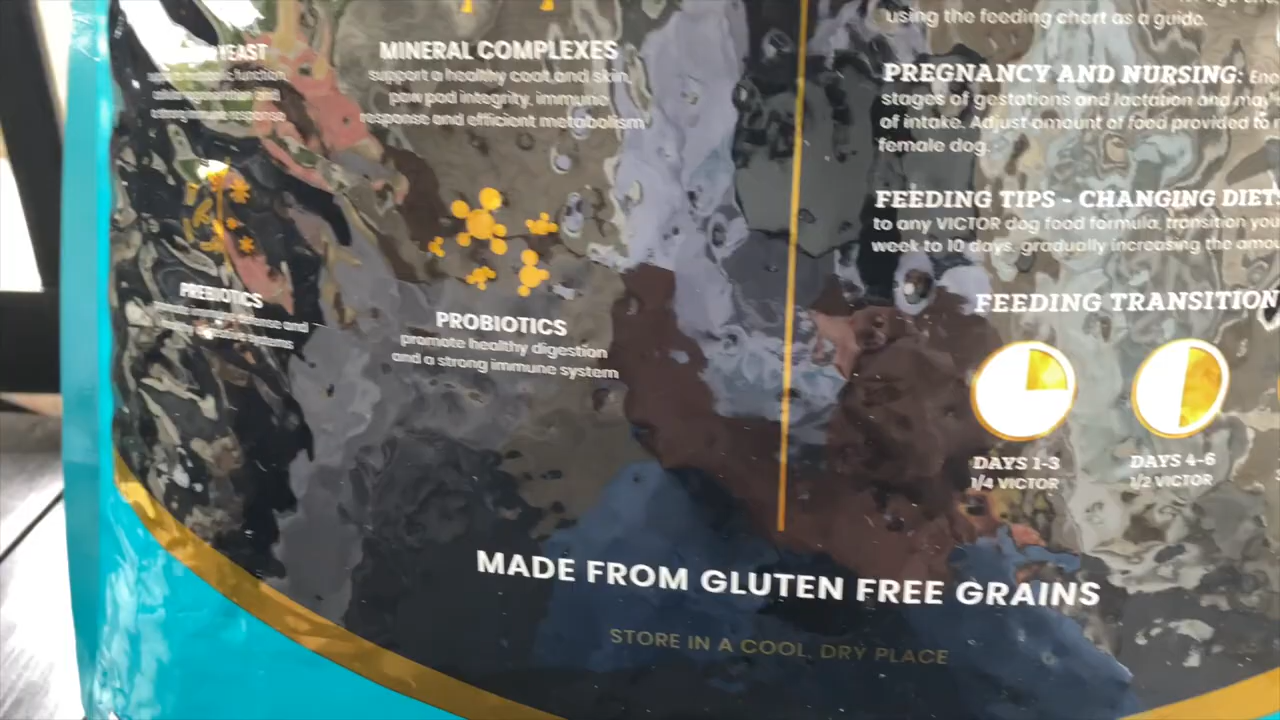 YEAST
MINERAL COMPLEXES
support a healthy coat and skin,
paw pad integrity, immune
response and efficient metabolism
PREBIOTICS
PROBIOTICS
promote healthy digestion
and a strong immune system
using the feeding chart as a guide.
PREGNANCY AND NURSING:
stages of gestations and lactation and may
of intake. Adjust amount of food provided to
female dog.
FEEDING TIPS - CHANGING DIET
to any VICTOR dog food formula, transition you
week to 10 days, gradually increasing the amou
FEEDING TRANSITION
DAYS 1-3
1/4 VICTOR
DAYS 4-6
1/2 VICTOR
MADE FROM GLUTEN FREE GRAINS
STORE IN A COOL, DRY PLACE